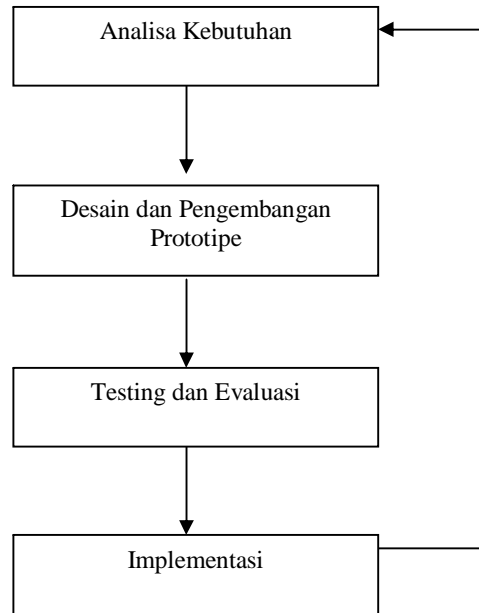 Analisa Kebutuhan
Desain dan Pengembangan
Prototipe
Testing dan Evaluasi
Implementasi